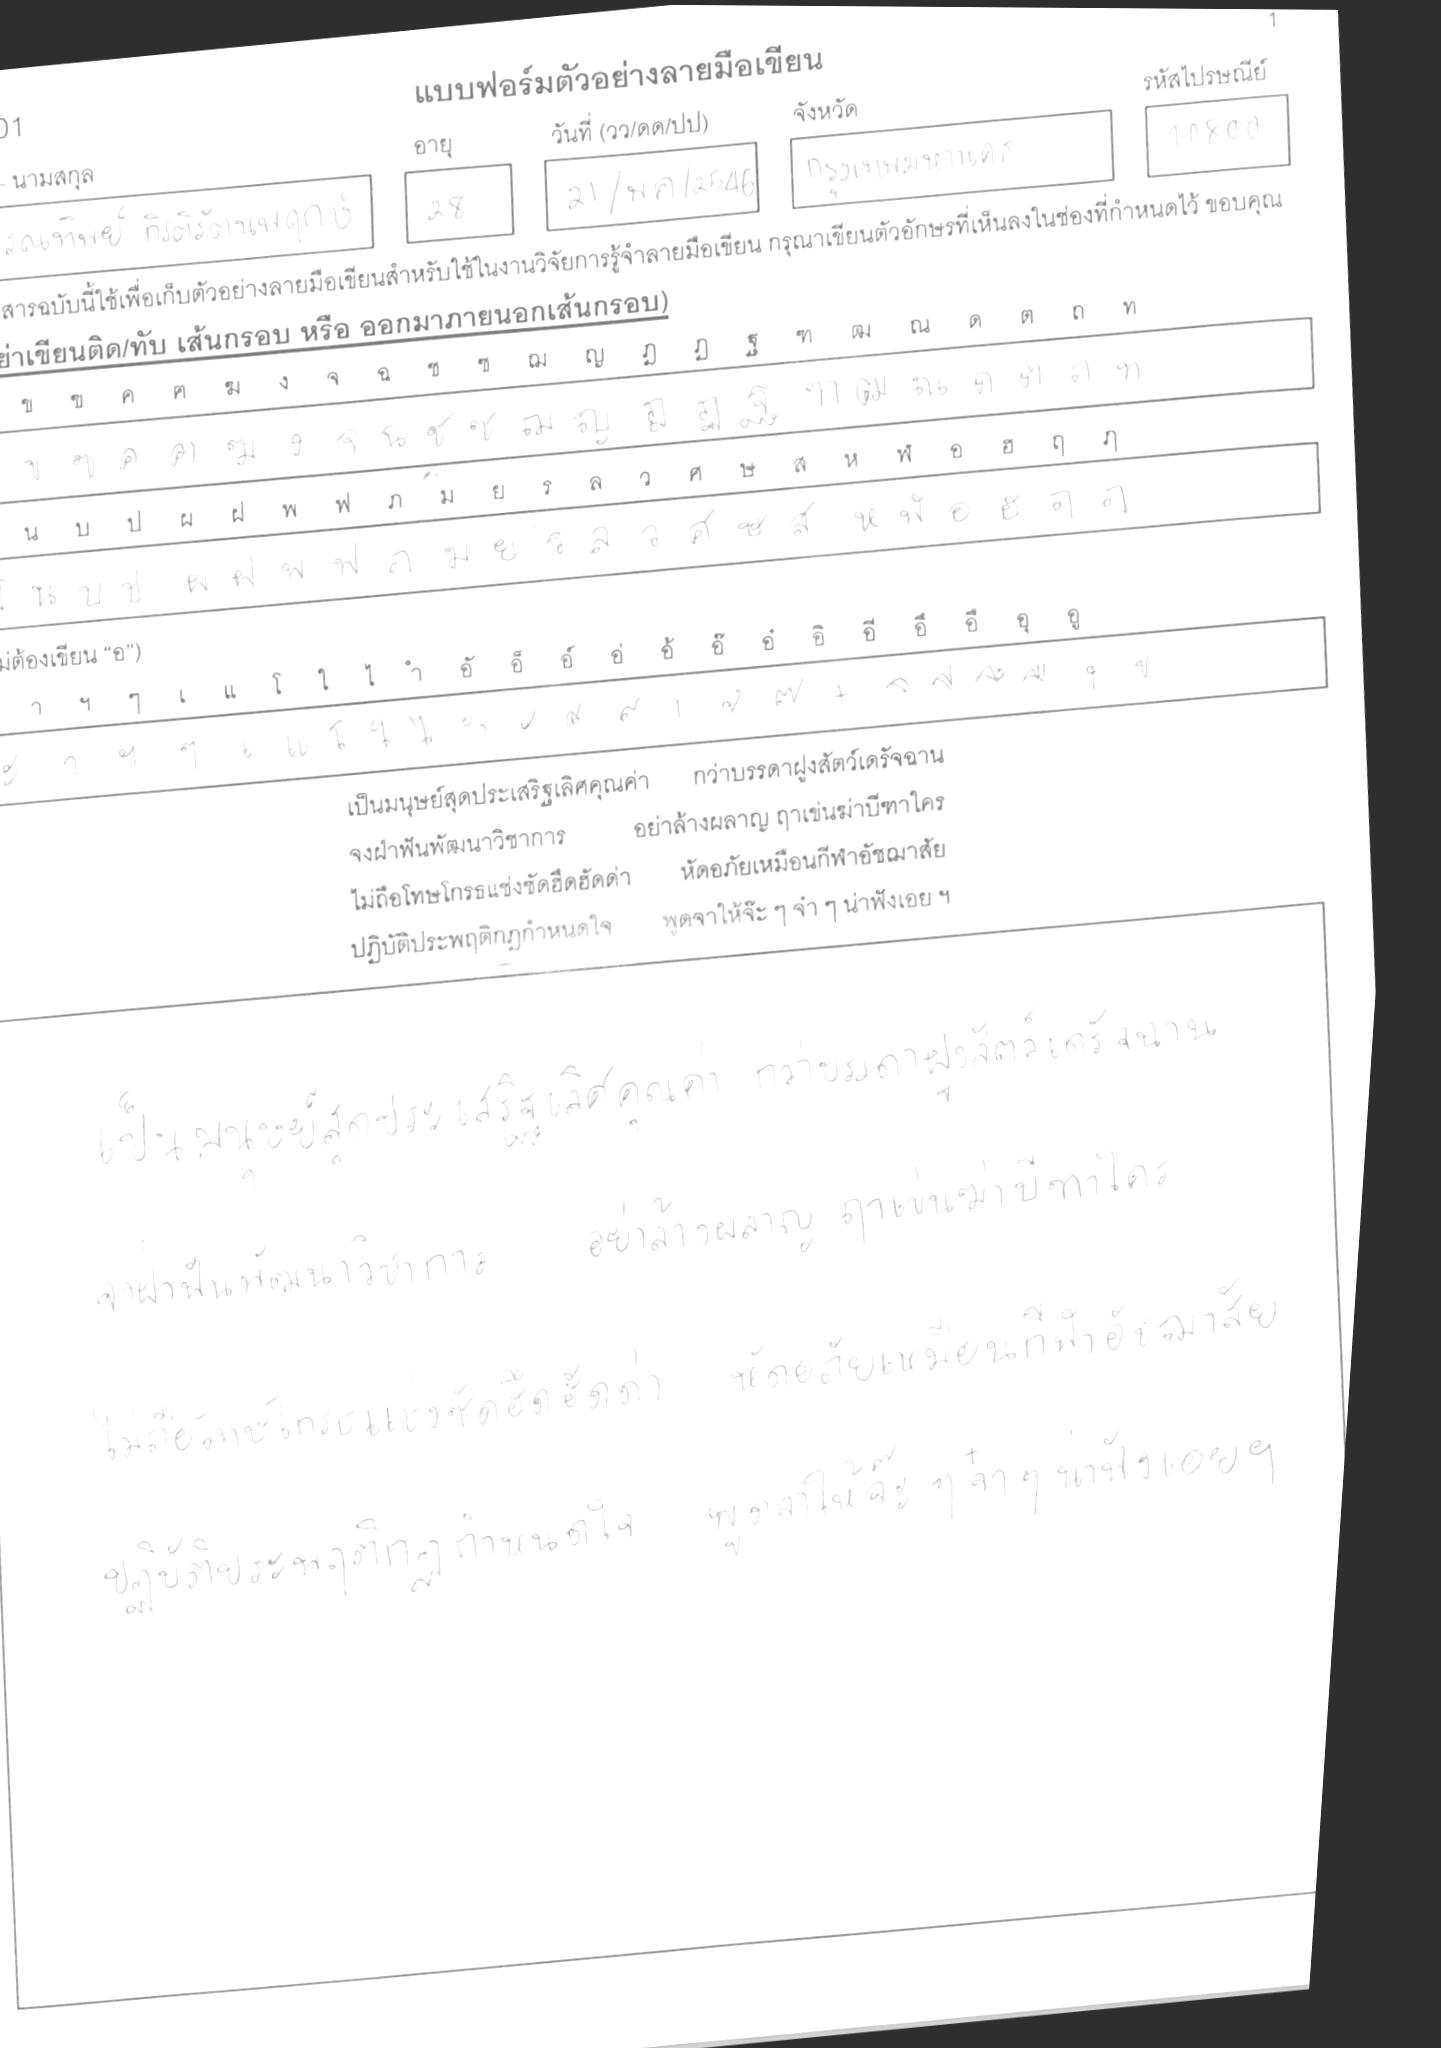 1
แบบฟอร์มตัวอย่างลายมือเขียน
01
นามสกุล อายุ วันที่ (วว/ดด/ปป) จังหวัด รหัสไปรษณีย์
28 21/พค/2546 กรุงเทพมหานคร 10800
สารฉบับนี้ใช้เพื่อเก็บตัวอย่างลายมือเขียนสำหรับใช้ในงานวิจัยการรู้จำลายมือเขียน กรุณาเขียนตัวอักษรที่เห็นลงในช่องที่กำหนดไว้ ขอบคุณ
ย่าเขียนติด/ทับ เส้นกรอบ หรือ ออกมาภายนอกเส้นกรอบ)
ข ฃ ค ฅ ฆ ง จ ฉ ช ซ ฌ ญ ฎ ฏ ฐ ฑ ฒ ณ ด ต ถ ท
ข ฃ ค ฅ ฆ ง จ ฉ ช ซ ฌ ญ ฎ ฏ ฐ ฑ ฒ ณ ด ต ถ ท
น บ ป ผ ฝ พ ฟ ภ ม ย ร ล ว ศ ษ ส ห ฬ อ ฮ ฤ ฦ
น บ ป ผ ฝ พ ฟ ภ ม ย ร ล ว ศ ษ ส ห ฬ อ ฮ ฤ ฦ
ม่ต้องเขียน "อ")
า ฯ ๆ เ แ โ ใ ไ ำ อั อ็ อ์ อ่ อ้ อ๊ อ๋ อิ อี อึ อื อุ อู
ะ า ฯ ๆ เ แ โ ใ ไ ำ ั ็ ์ ่ ้ ๊ ๋ ิ ี ึ ื ุ ู
เป็นมนุษย์สุดประเสริฐเลิศคุณค่า กว่าบรรดาฝูงสัตว์เดรัจฉาน
จงฝ่าฟันพัฒนาวิชาการ อย่าล้างผลาญ ฤาเข่นฆ่าบีฑาใคร
ไม่ถือโทษโกรธแช่งซัดฮึดฮัดด่า หัดอภัยเหมือนกีฬาอัชฌาสัย
ปฏิบัติประพฤติกฎกำหนดใจ พูดจาให้จ๊ะ ๆ จ๋า ๆ น่าฟังเอย ฯ
เป็นมนุษย์สุดประเสริฐเลิศคุณค่า กว่าบรรดาฝูงสัตว์เดรัจฉาน
ฝ่าฟันพัฒนาวิชาการ อย่าล้างผลาญ ฤาเข่นฆ่าบีฑาใคร
ไม่ถือโทษโกรธแช่งซัดฮึดฮัดด่า หัดอภัยเหมือนกีฬาอัชฌาสัย
ปฏิบัติประพฤติกฎกำหนดใจ พูดจาให้จ๊ะ ๆ จ๋า ๆ น่าฟังเอยฯ